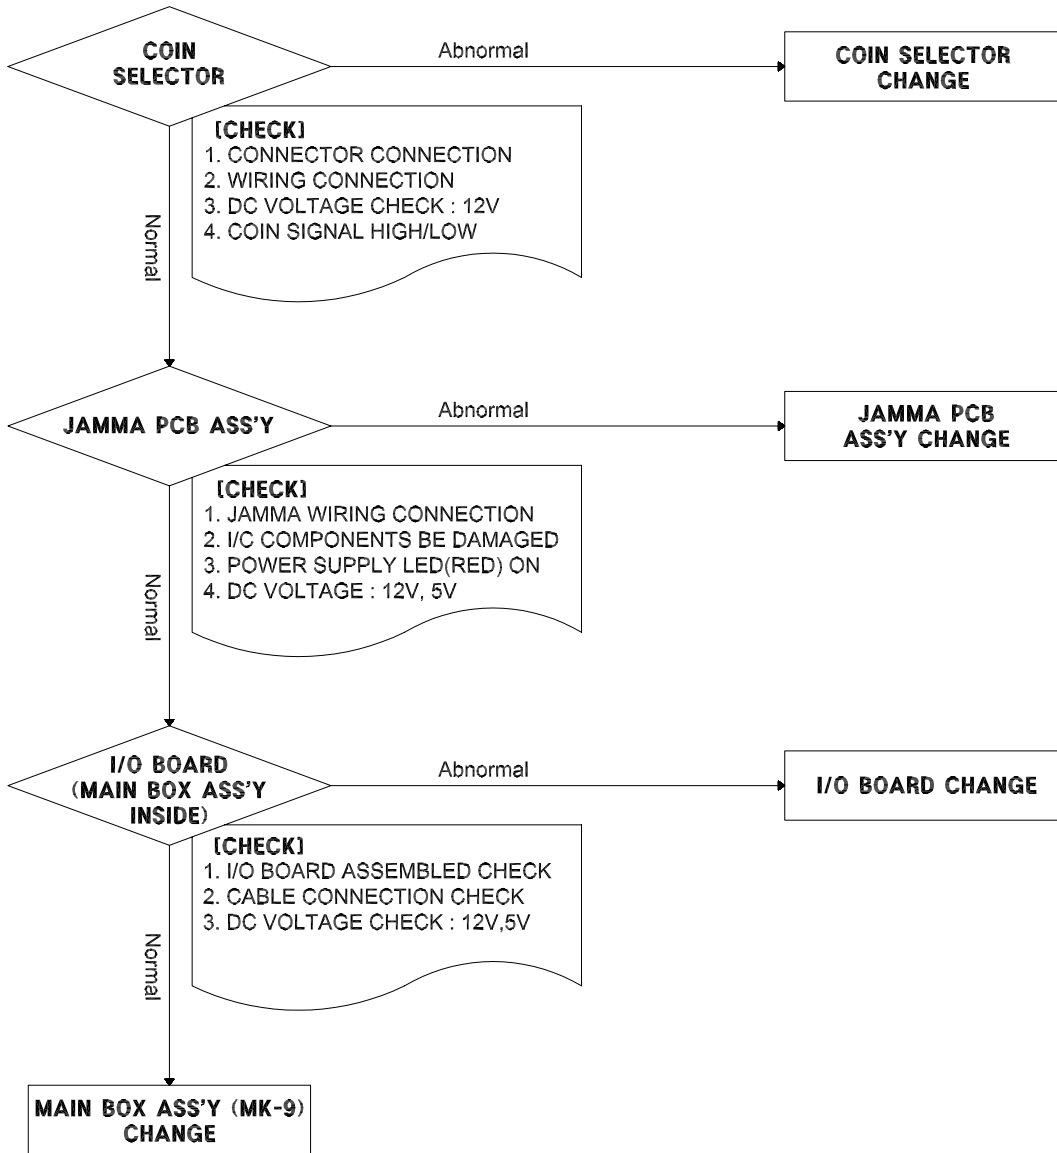 COIN
SELECTOR
Abnormal
COIN SELECTOR
CHANGE
[CHECK]
1. CONNECTOR CONNECTION
2. WIRING CONNECTION
3. DC VOLTAGE CHECK : 12V
4. COIN SIGNAL HIGH/LOW
Normal
JAMMA PCB ASS'Y
Abnormal
JAMMA PCB
ASS'Y CHANGE
[CHECK]
1. JAMMA WIRING CONNECTION
2. I/C COMPONENTS BE DAMAGED
3. POWER SUPPLY LED(RED) ON
4. DC VOLTAGE : 12V, 5V
Normal
I/O BOARD
(MAIN BOX ASS'Y
INSIDE)
Abnormal
I/O BOARD CHANGE
[CHECK]
1. I/O BOARD ASSEMBLED CHECK
2. CABLE CONNECTION CHECK
3. DC VOLTAGE CHECK : 12V,5V
Normal
MAIN BOX ASS'Y (MK-9)
CHANGE